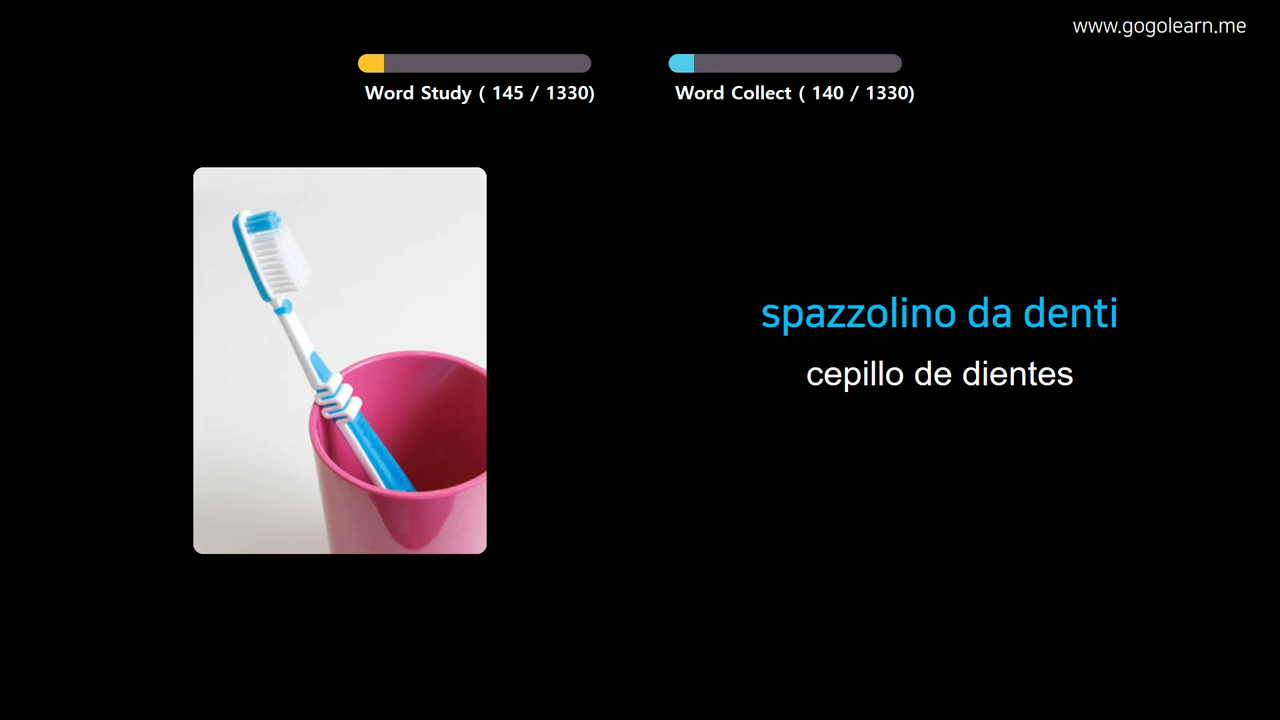 www.gogolearn.me
Word Study ( 145 / 1330)
Word Collect ( 140 / 1330)
spazzolino da denti
cepillo de dientes